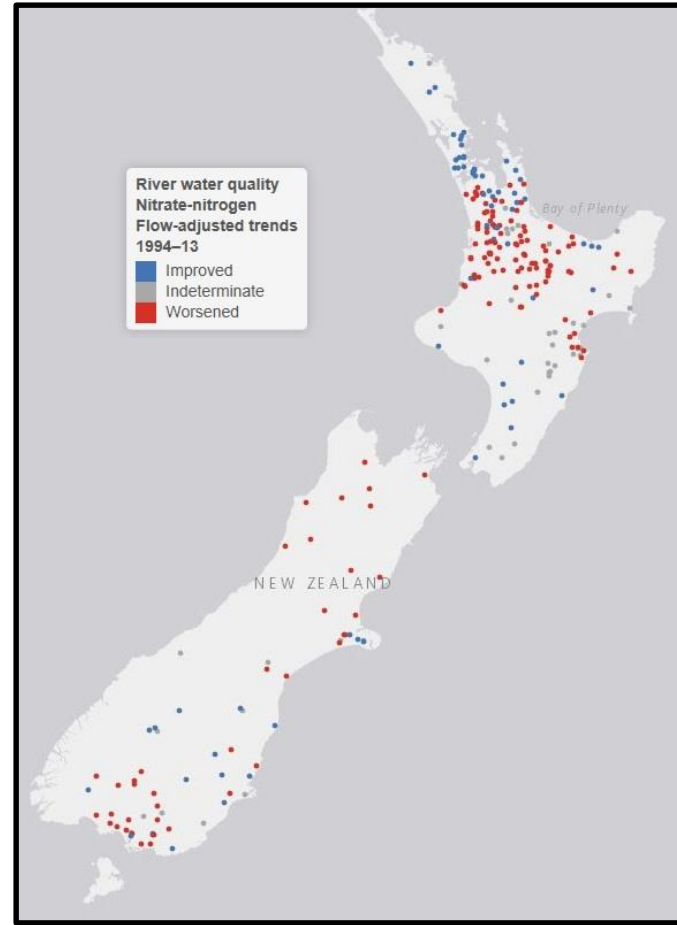 Bay of Plenty
River water quality
Nitrate-nitrogen
Flow-adjusted trends
1994–13
Improved
Indeterminate
Worsened
NEW ZEALAND